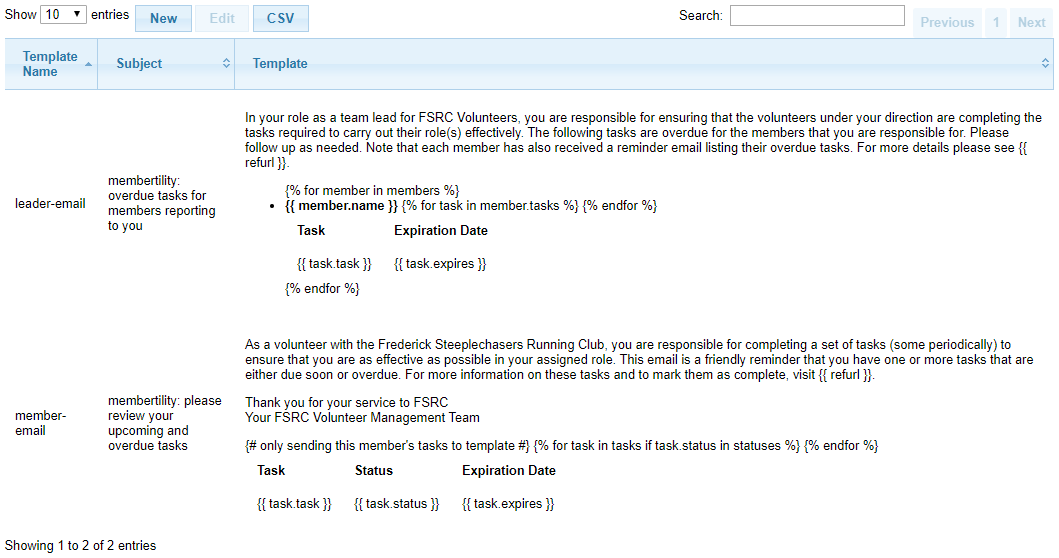 Show 10 entries New Edit CSV Search: Previous 1 Next
Template Name Subject Template
In your role as a team lead for FSRC Volunteers, you are responsible for ensuring that the volunteers under your direction are completing the
tasks required to carry out their role(s) effectively. The following tasks are overdue for the members that you are responsible for. Please
follow up as needed. Note that each member has also received a reminder email listing their overdue tasks. For more details please see {{
refurl }}.
leader-email
membertility:
overdue tasks for
members reporting
to you
{% for member in members %}
{{ member.name }} {% for task in member.tasks %} {% endfor %}
Task Expiration Date
{{ task.task }} {{ task.expires }}
{% endfor %}
As a volunteer with the Frederick Steeplechasers Running Club, you are responsible for completing a set of tasks (some periodically) to
ensure that you are as effective as possible in your assigned role. This email is a friendly reminder that you have one or more tasks that are
either due soon or overdue. For more information on these tasks and to mark them as complete, visit {{ refurl }}.
member-
email
membertility: please
review your
upcoming and
overdue tasks
Thank you for your service to FSRC
Your FSRC Volunteer Management Team
{# only sending this member's tasks to template #} {% for task in tasks if task.status in statuses %} {% endfor %}
Task Status Expiration Date
{{ task.task }} {{ task.status }} {{ task.expires }}
Showing 1 to 2 of 2 entries